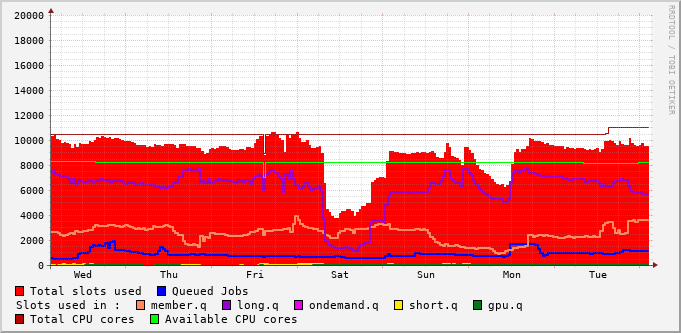 20000
18000
16000
14000
12000
10000
8000
6000
4000
2000
0
Wed Thu Fri Sat Sun Mon Tue
RRDTOOL / TOBI OETIKER
Total slots used Queued Jobs
Slots used in : member.q long.q ondemand.q short.q gpu.q
Total CPU cores Available CPU cores